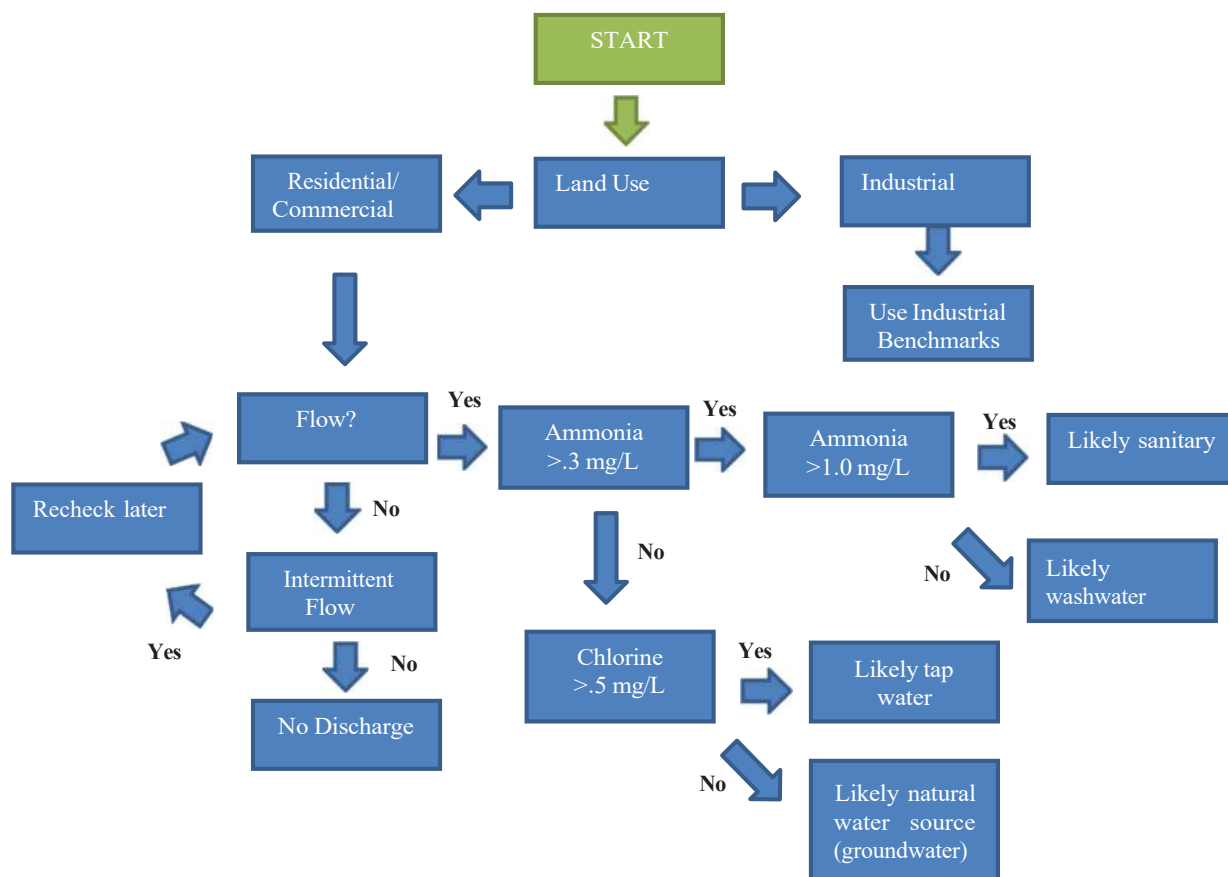 START
Residential/
Commercial
Land Use
Industrial
Use Industrial
Benchmarks
Flow?
Yes
Ammonia
>.3 mg/L
Yes
Ammonia
>1.0 mg/L
Yes
Likely sanitary
Recheck later
No
No
No
Likely
washwater
Intermittent
Flow
Yes
No
Chlorine
>.5 mg/L
Yes
Likely tap
water
No Discharge
No
Likely natural
water source
(groundwater)